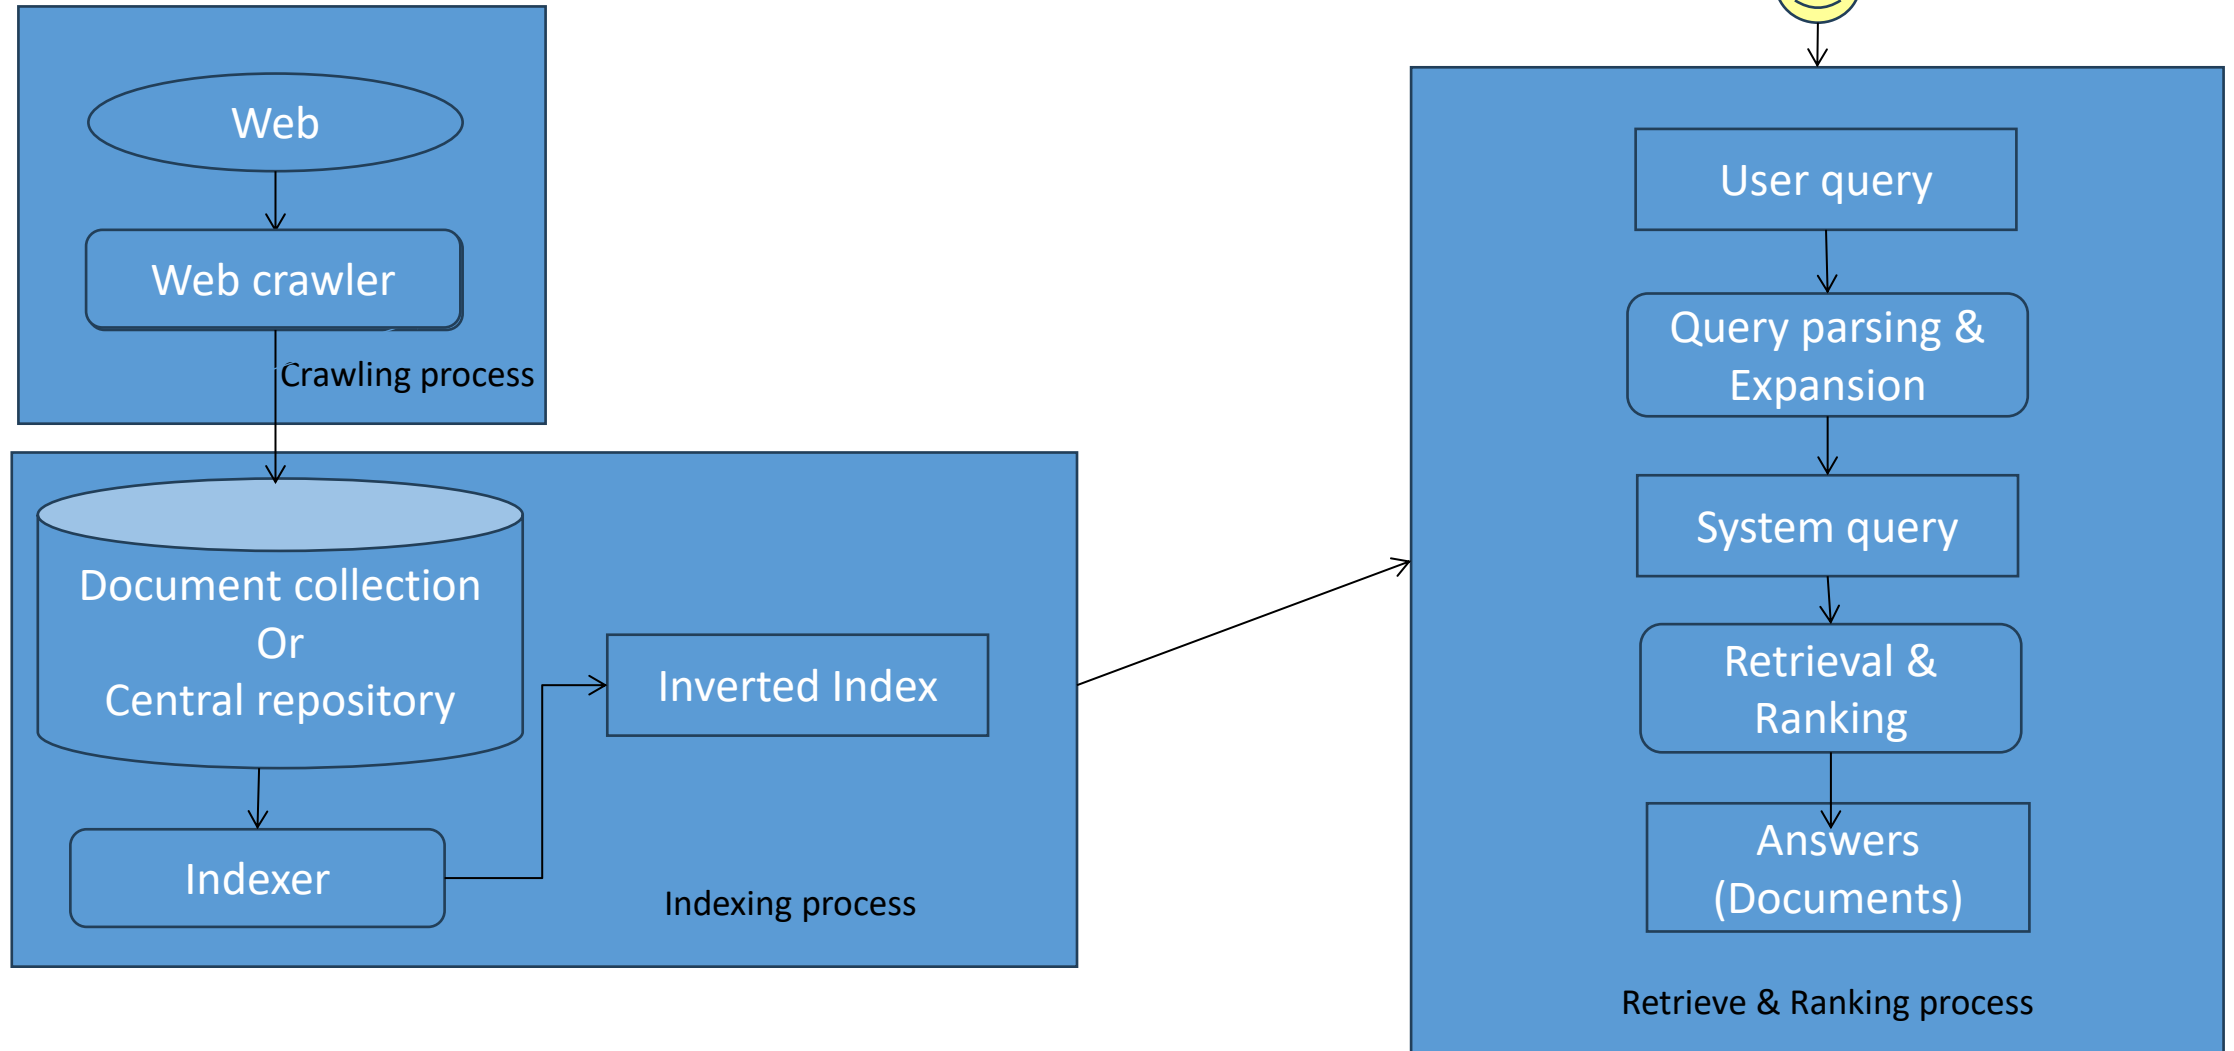 Web
Web crawler
Crawling process
Document collection
Or
Central repository
Indexer
Inverted Index
Indexing process
User query
Query parsing &
Expansion
System query
Retrieval &
Ranking
Answers
(Documents)
Retrieve & Ranking process